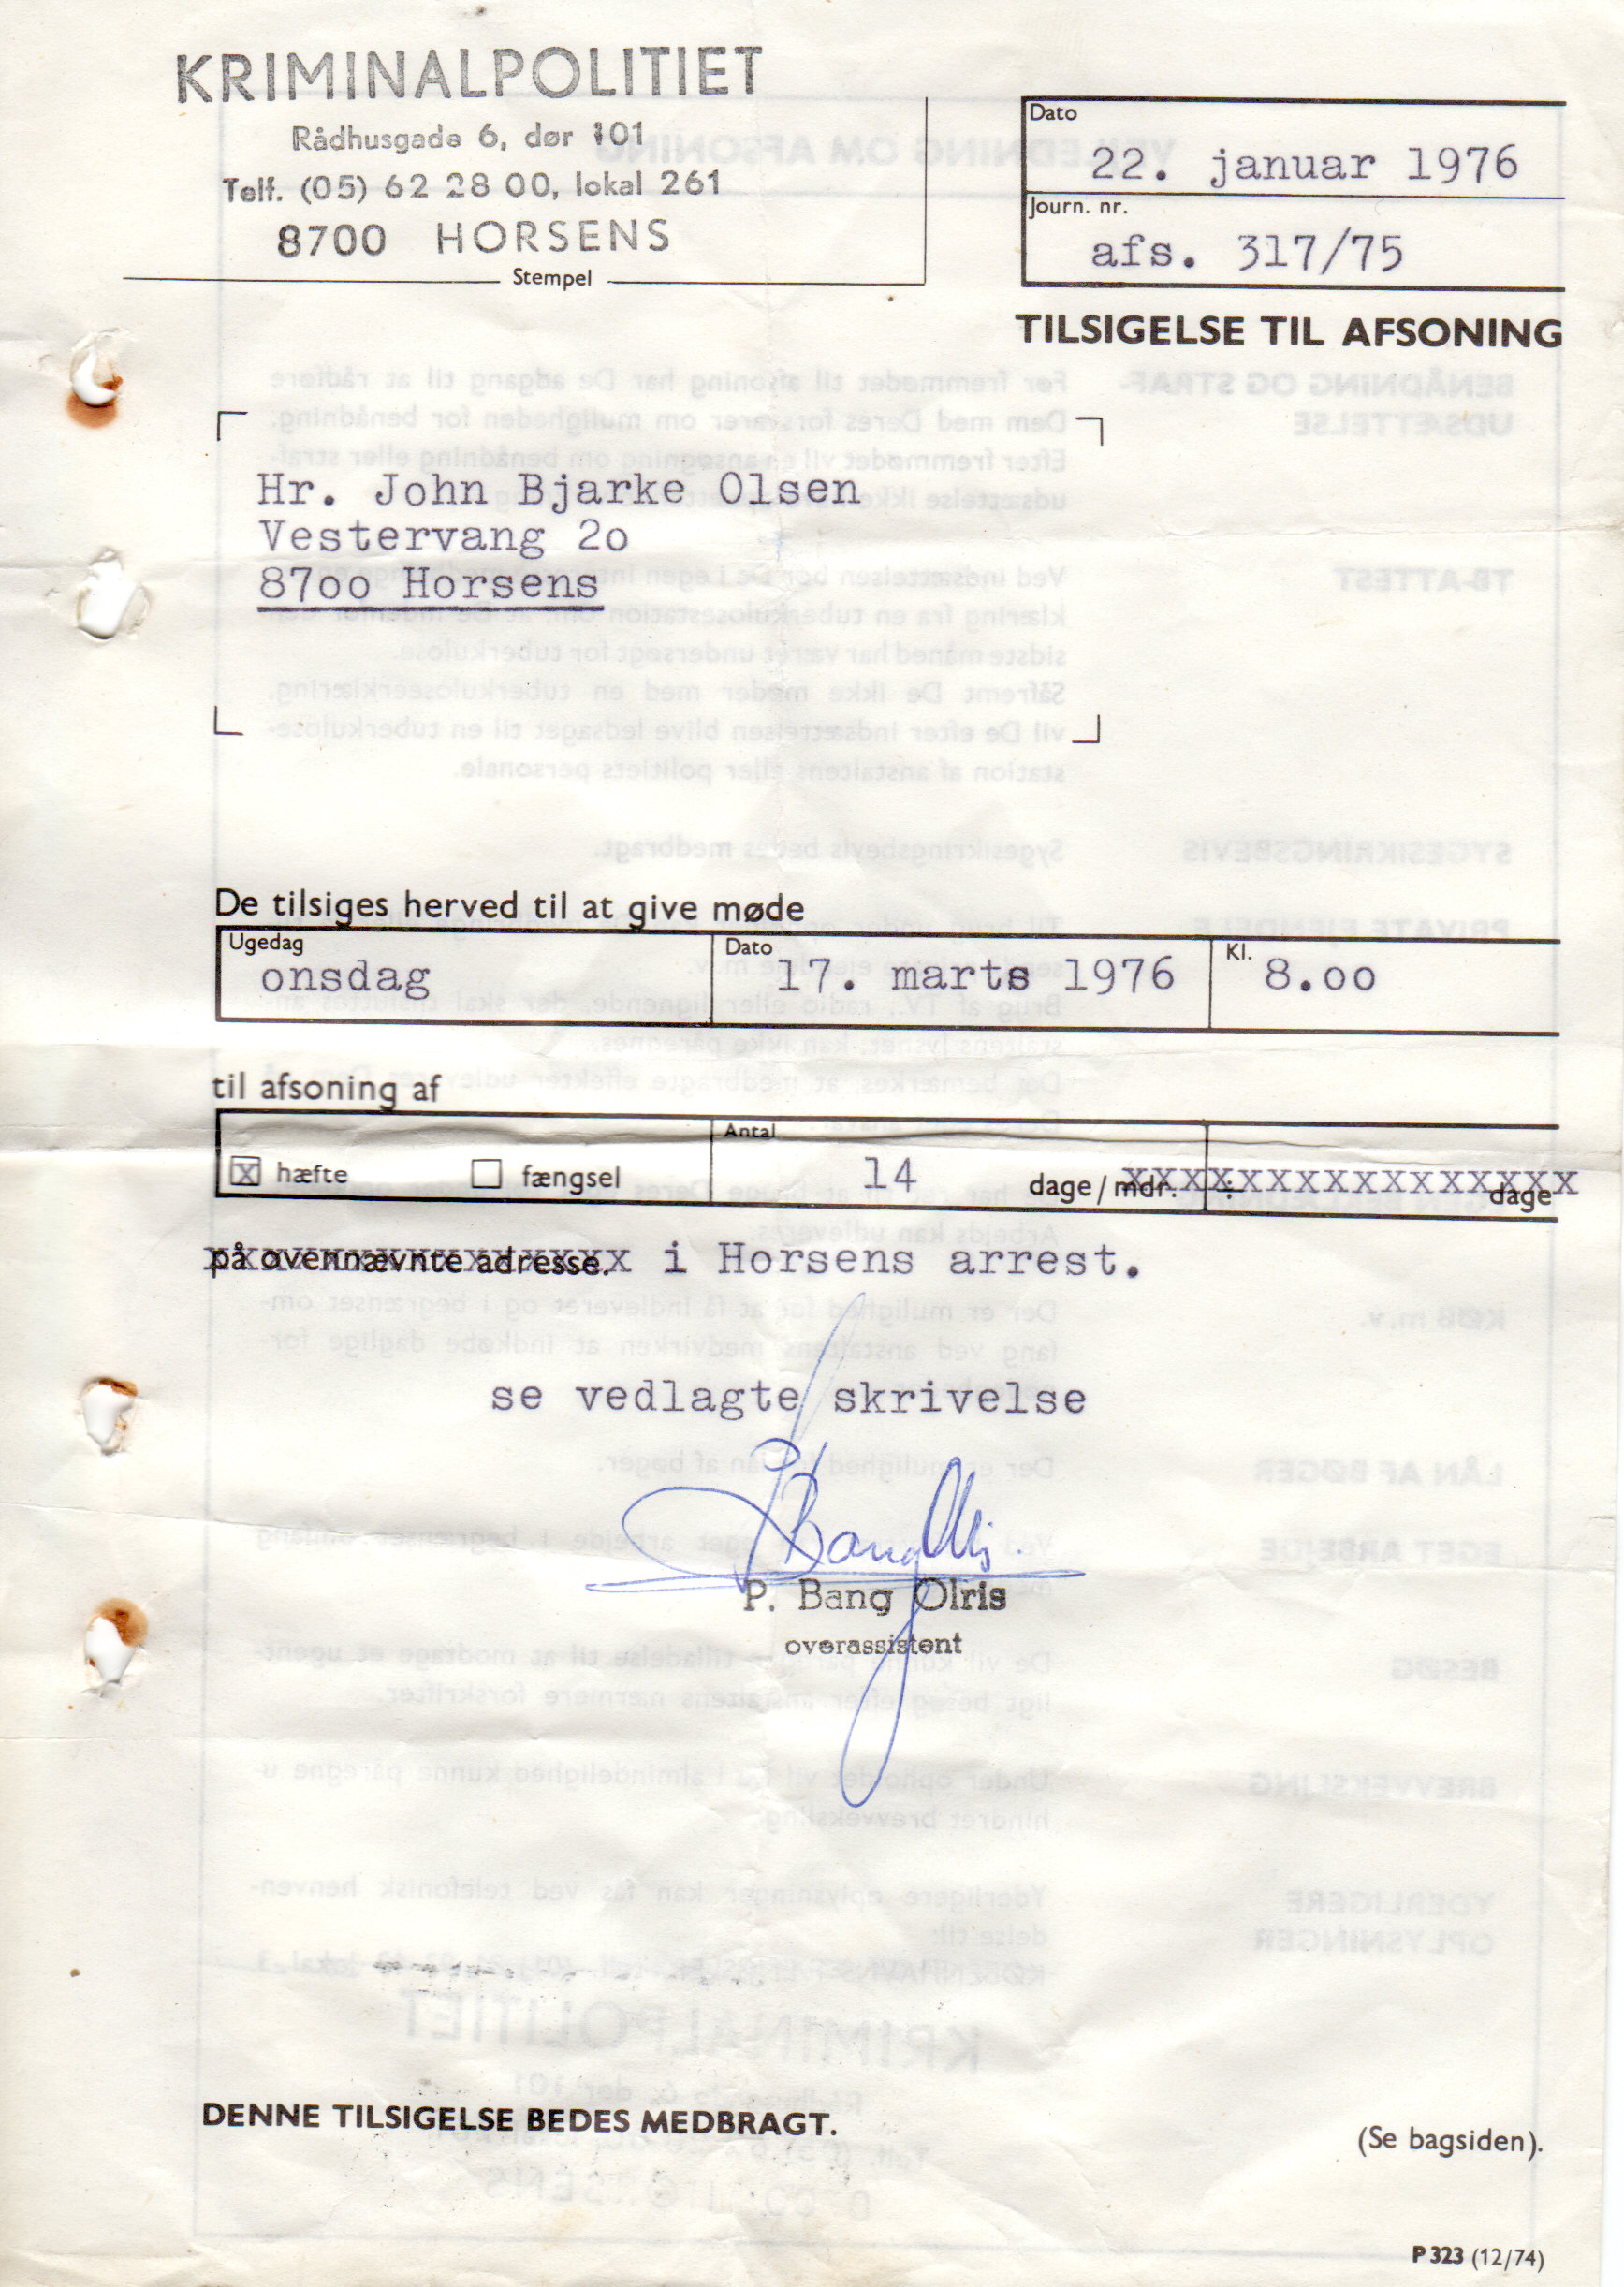 KRIMINALPOLITIET
Rådhusgade 6, dør 101
Telf. (05) 62 28 00, lokal 261
8700 HORSENS
Stempel
Dato
22. januar 1976
Journ. nr.
afs. 317/75
TILSIGELSE TIL AFSONING
Hr. John Bjarke Olsen
Vestervang 2o
87oo Horsens
De tilsiges herved til at give møde
Ugedag
onsdag
Dato
17. marts 1976
Kl.
8.oo
til afsoning af
x hæfte
fængsel
Antal
14
dage / mdr. ÷ dage
på ovennævnte adresse. i Horsens arrest.
se vedlagte skrivelse
P. Bang Olris
overassistent
DENNE TILSIGELSE BEDES MEDBRAGT.
(Se bagsiden).
P 323 (12/74)